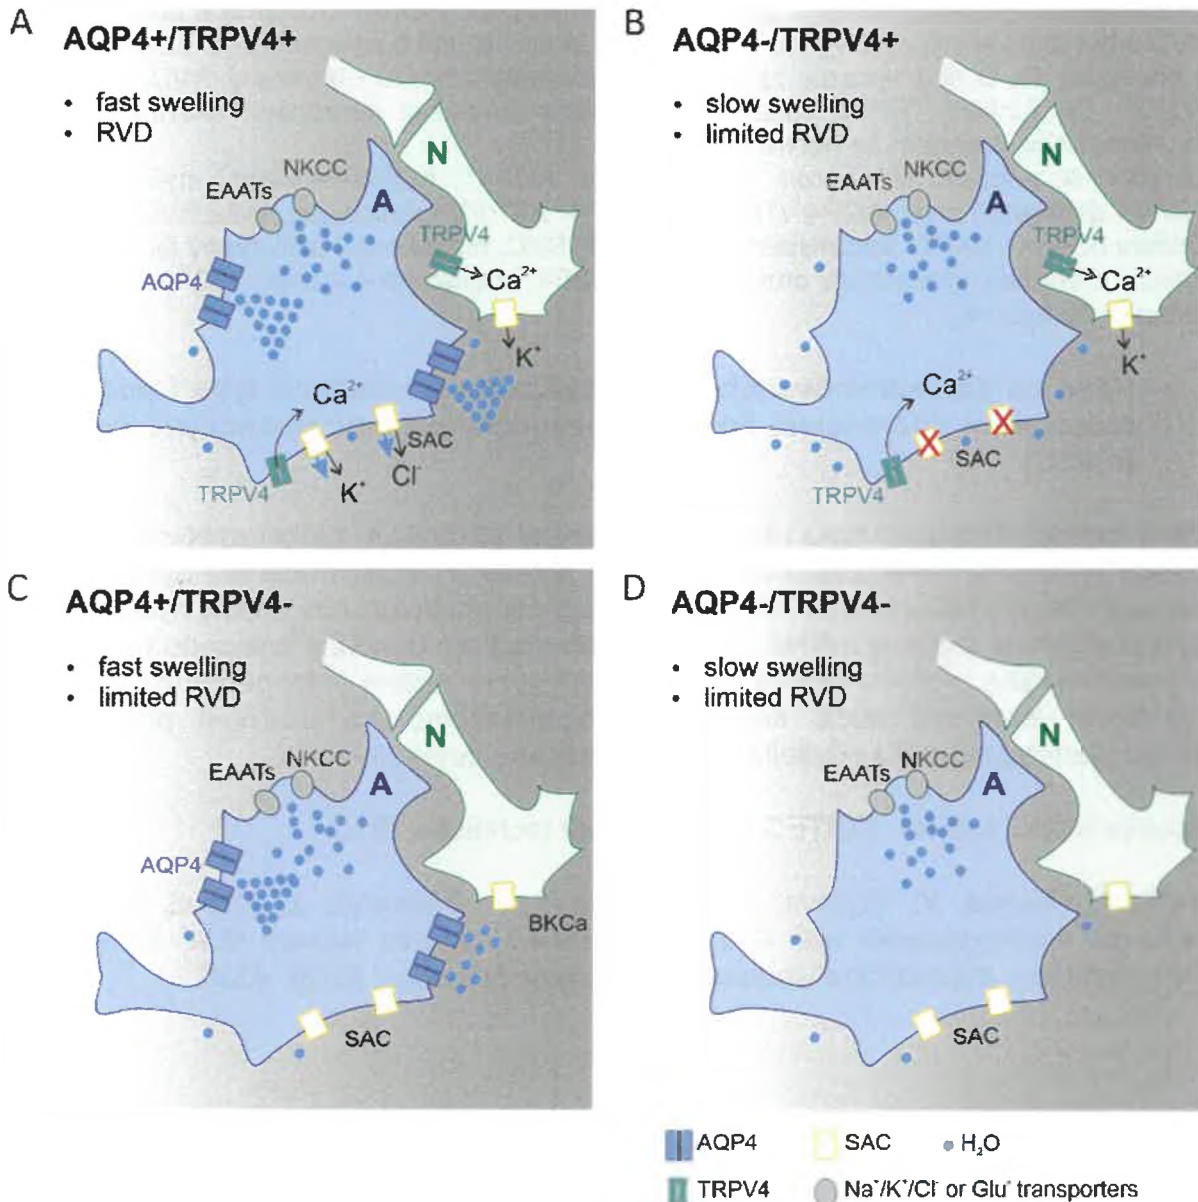 A
AQP4+/TRPV4+
• fast swelling
• RVD
N
NKCC
EAATs
A
TRPV4
AQP4
Ca²⁺
K⁺
Ca²⁺
SAC
Cl⁻
K⁺
TRPV4
B
AQP4-/TRPV4+
• slow swelling
• limited RVD
N
NKCC
EAATs
A
TRPV4
Ca²⁺
K⁺
Ca²⁺
SAC
TRPV4
C
AQP4+/TRPV4-
• fast swelling
• limited RVD
N
NKCC
EAATs
A
AQP4
BKCa
SAC
D
AQP4-/TRPV4-
• slow swelling
• limited RVD
N
NKCC
EAATs
A
SAC
AQP4 SAC H₂O
TRPV4 Na⁺/K⁺/Cl⁻ or Glu⁻ transporters